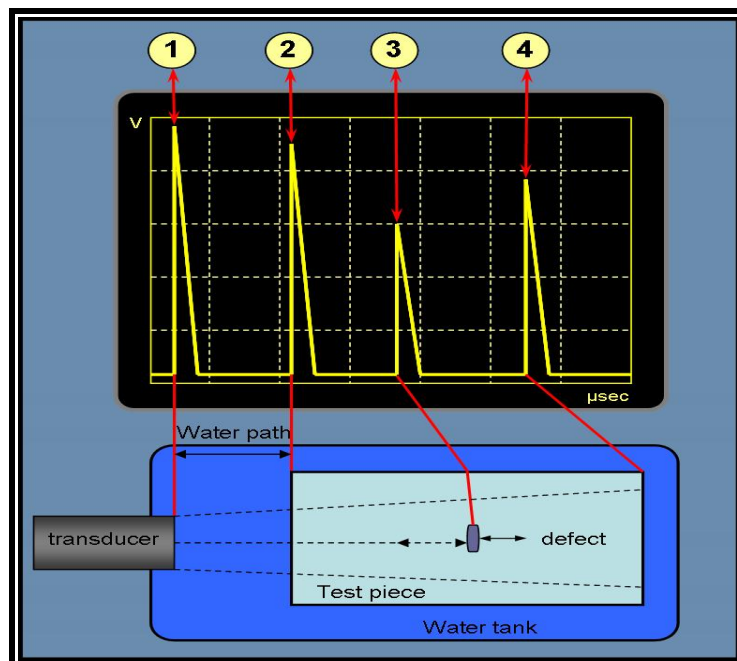 1 2 3 4
V
µsec
Water path
transducer
defect
Test piece
Water tank